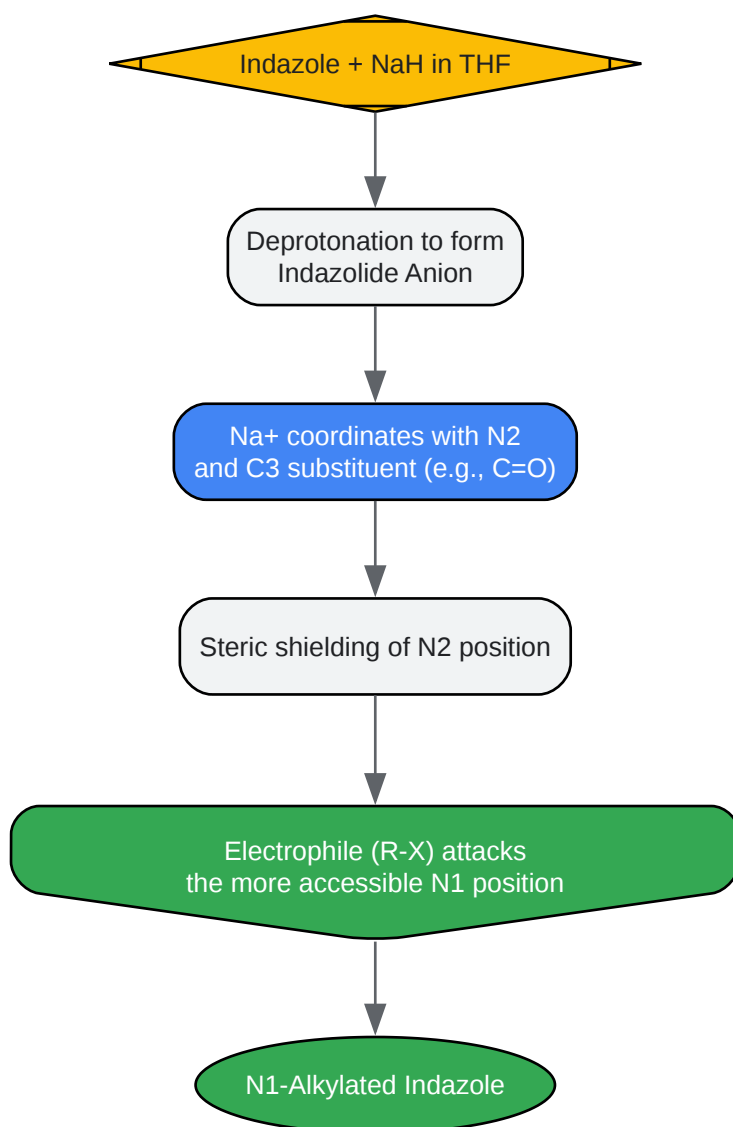 Indazole + NaH in THF
Deprotonation to form
Indazolide Anion
Na+ coordinates with N2
and C3 substituent (e.g., C=O)
Steric shielding of N2 position
Electrophile (R-X) attacks
the more accessible N1 position
N1-Alkylated Indazole